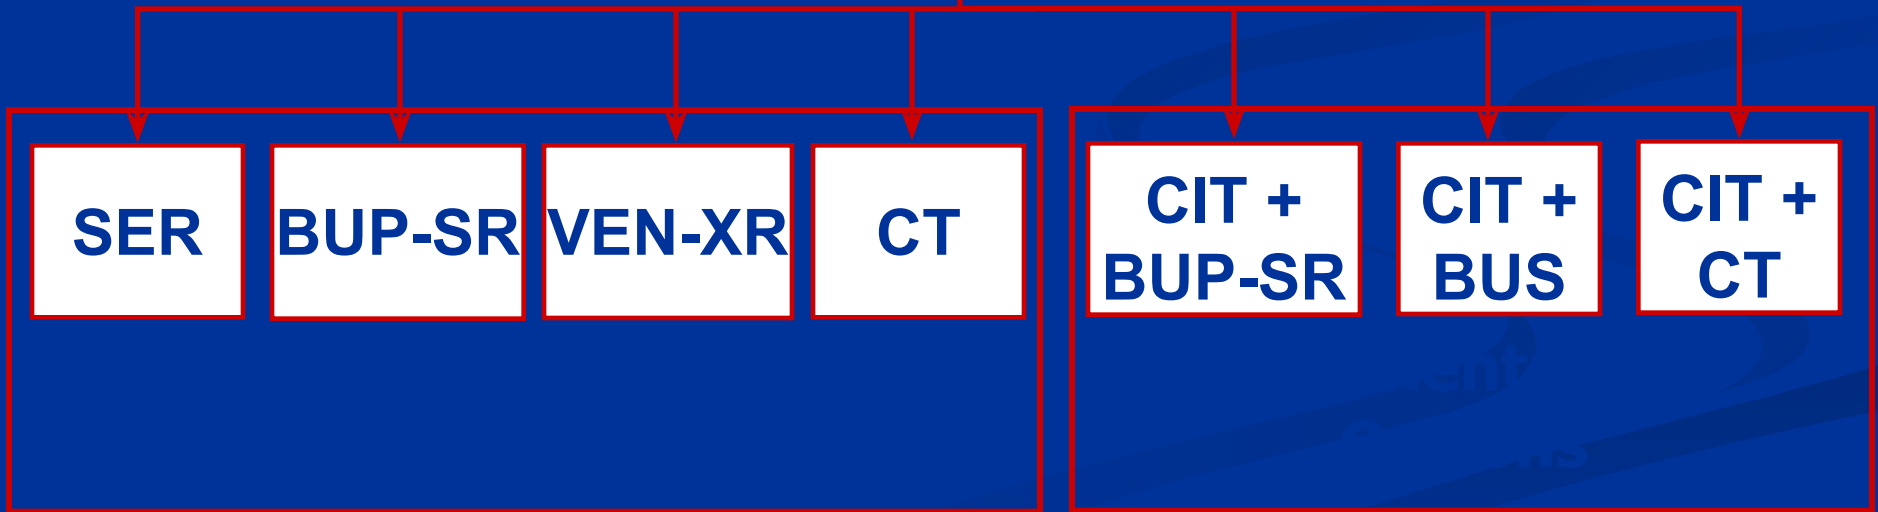 SER
BUP-SR
VEN-XR
CT
CIT +
BUP-SR
CIT +
BUS
CIT +
CT